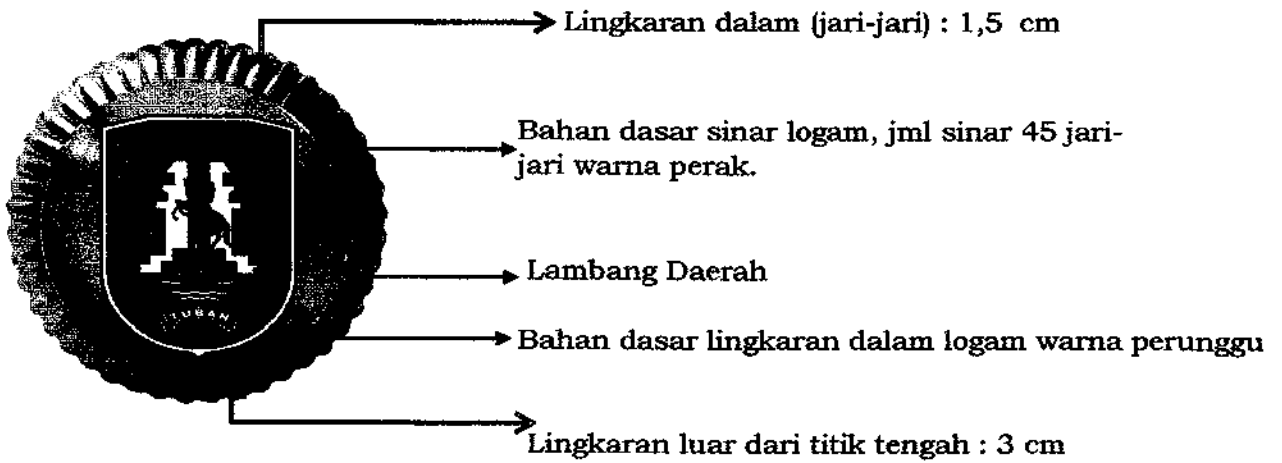 Lingkaran dalam (jari-jari) : 1,5 cm
Bahan dasar sinar logam, jml sinar 45 jari-
jari warna perak.
Lambang Daerah
TUBAN
Bahan dasar lingkaran dalam logam warna perunggu
Lingkaran luar dari titik tengah : 3 cm